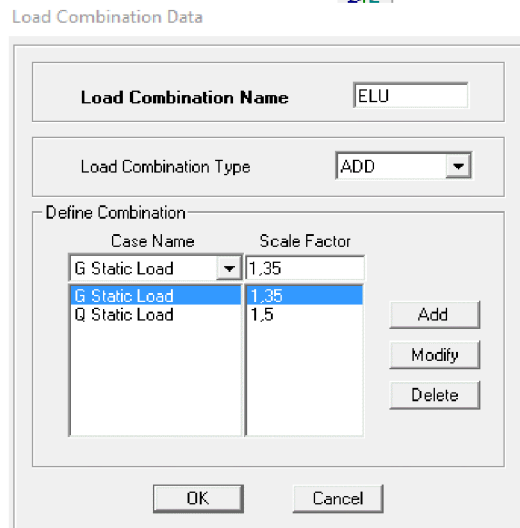 Load Combination Data
Load Combination Name ELU
Load Combination Type ADD
Define Combination
Case Name Scale Factor
G Static Load 1,35
G Static Load 1,35
Q Static Load 1,5
Add
Modify
Delete
OK Cancel